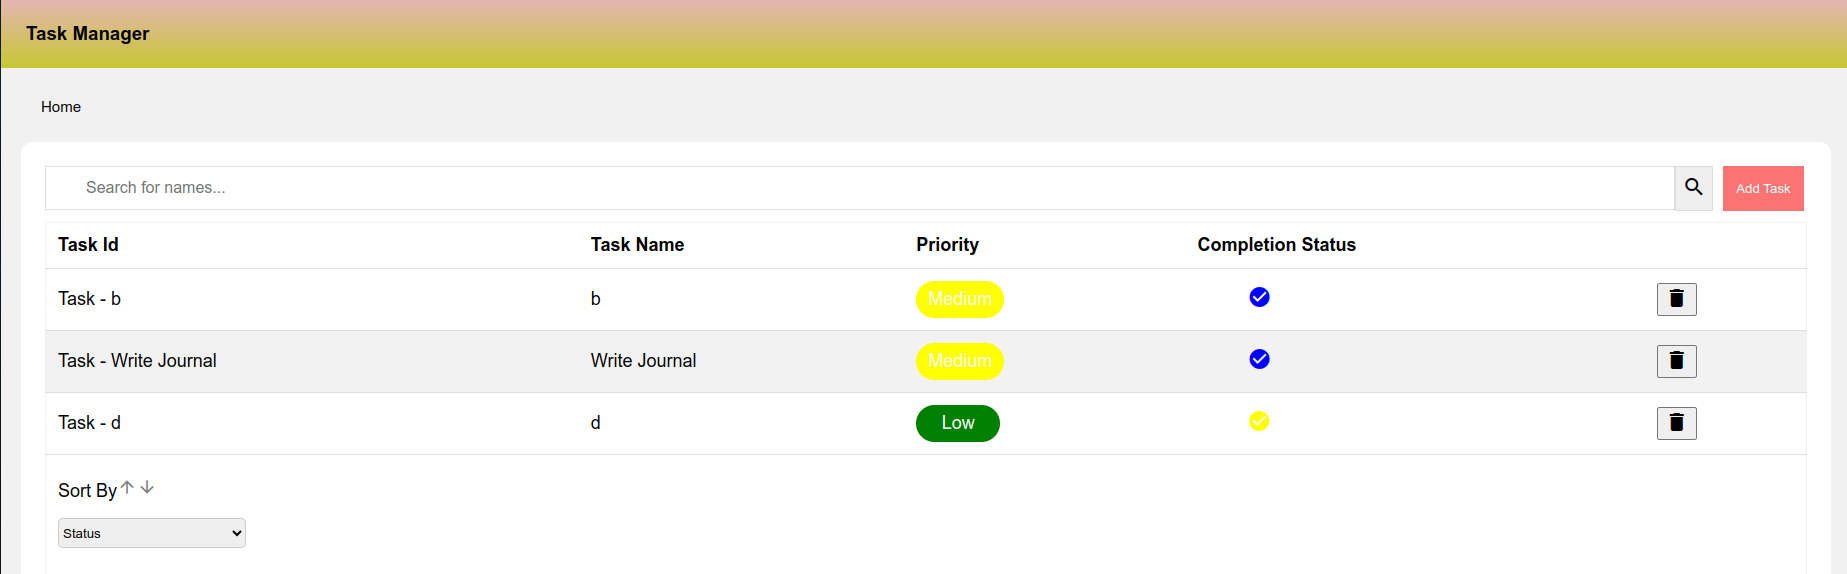 Task Manager
Home
Search for names...
Add Task
Task Id Task Name Priority Completion Status
Task - b b Medium
Task - Write Journal Write Journal Medium
Task - d d Low
Sort By
Status